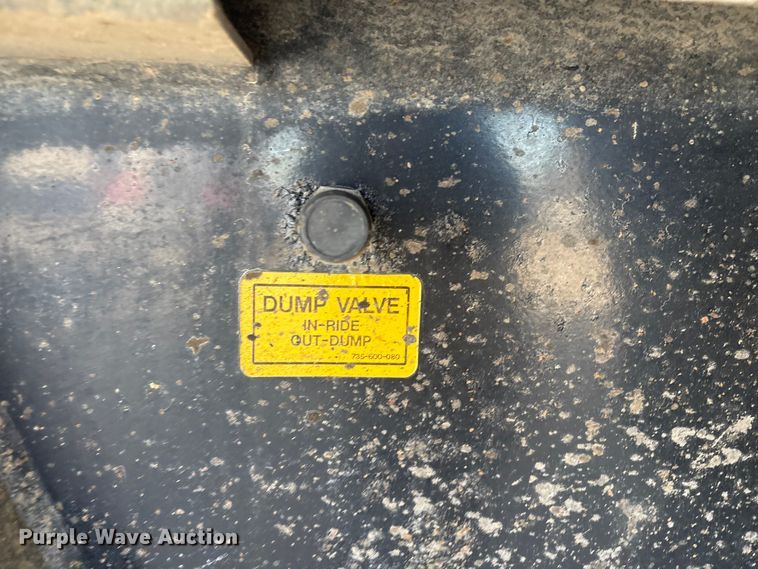 DUMP VALVE
IN-RIDE
OUT-DUMP
735-600-080
Purple Wave Auction